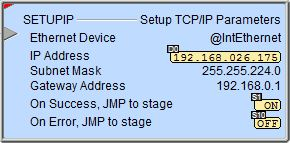 SETUPIP Setup TCP/IP Parameters
Ethernet Device @IntEthernet
D0
IP Address 192.168.026.175
Subnet Mask 255.255.224.0
Gateway Address 192.168.0.1
S1
On Success, JMP to stage ON
S10
On Error, JMP to stage OFF